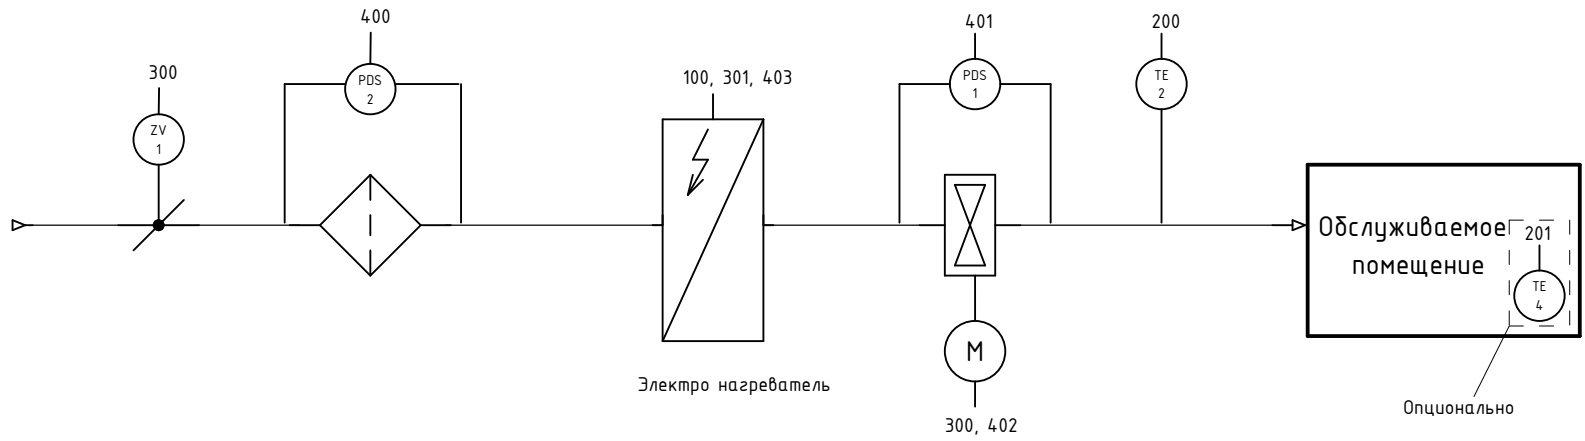 400
401
200
300
PDS
2
100, 301, 403
PDS
1
TE
2
ZV
1
Обслуживаемое
помещение
201
TE
4
M
Электро нагреватель
300, 402
Опционально